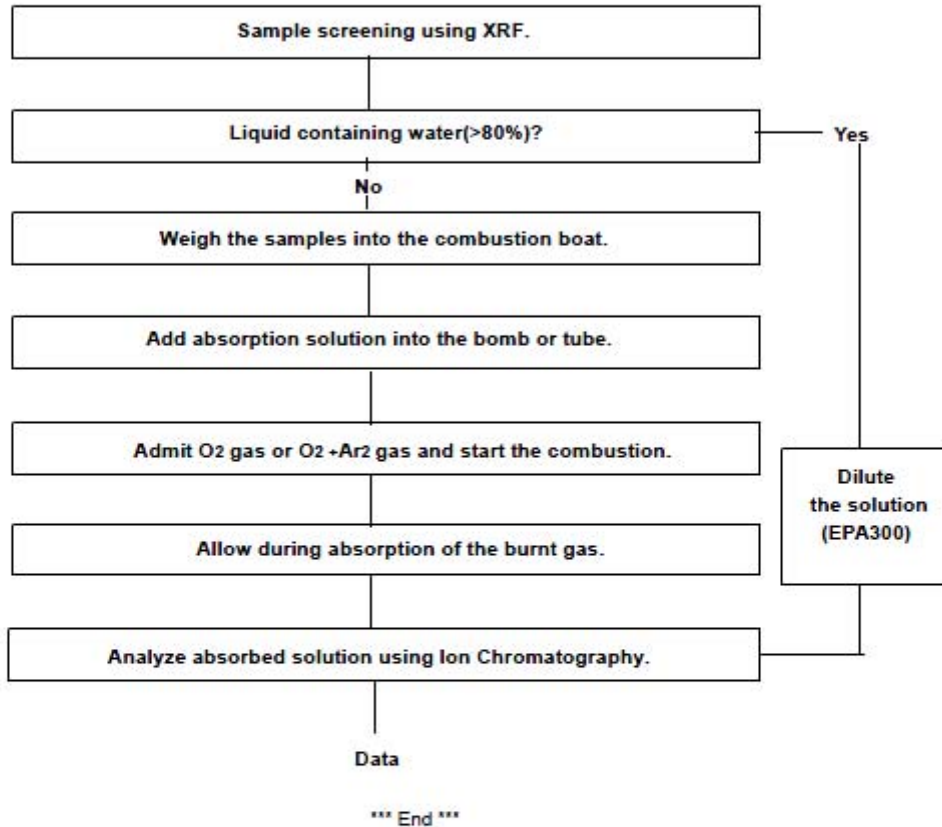 Sample screening using XRF.
Liquid containing water(>80%)?
Yes
No
Weigh the samples into the combustion boat.
Add absorption solution into the bomb or tube.
Admit O2 gas or O2 +Ar2 gas and start the combustion.
Dilute
the solution
(EPA300)
Allow during absorption of the burnt gas.
Analyze absorbed solution using Ion Chromatography.
Data
*** End ***